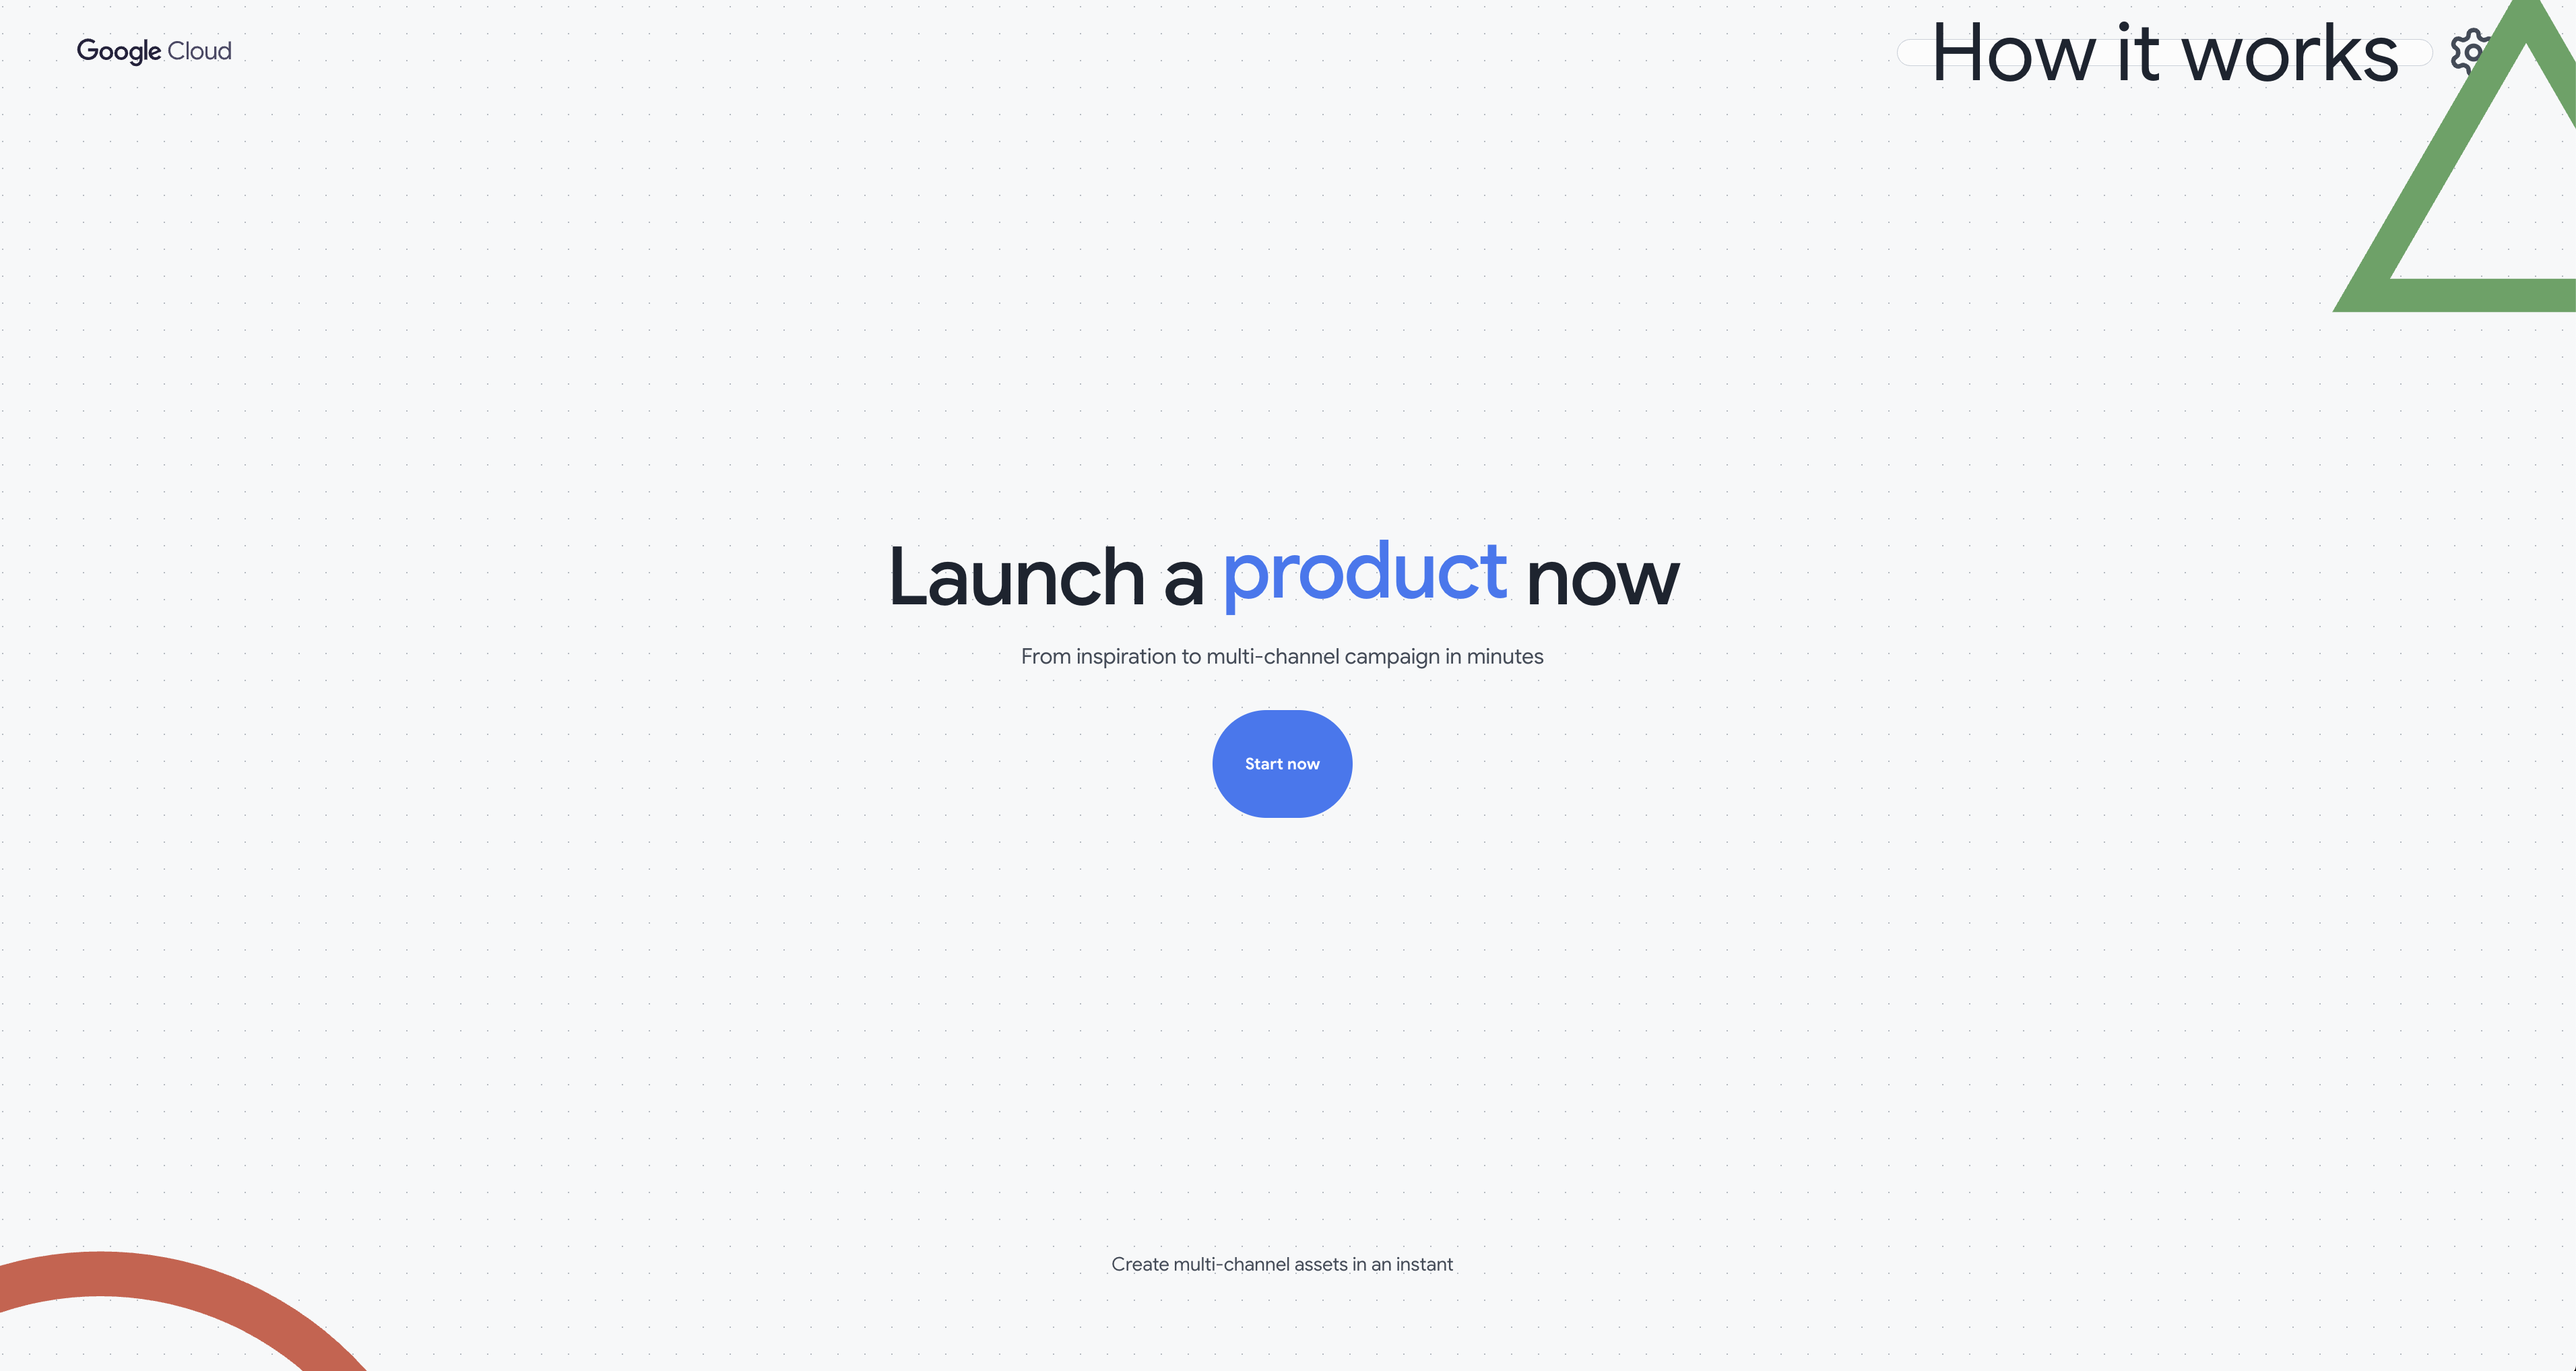 Google Cloud
How it works
Launch a product now
From inspiration to multi-channel campaign in minutes
Start now
Create multi-channel assets in an instant